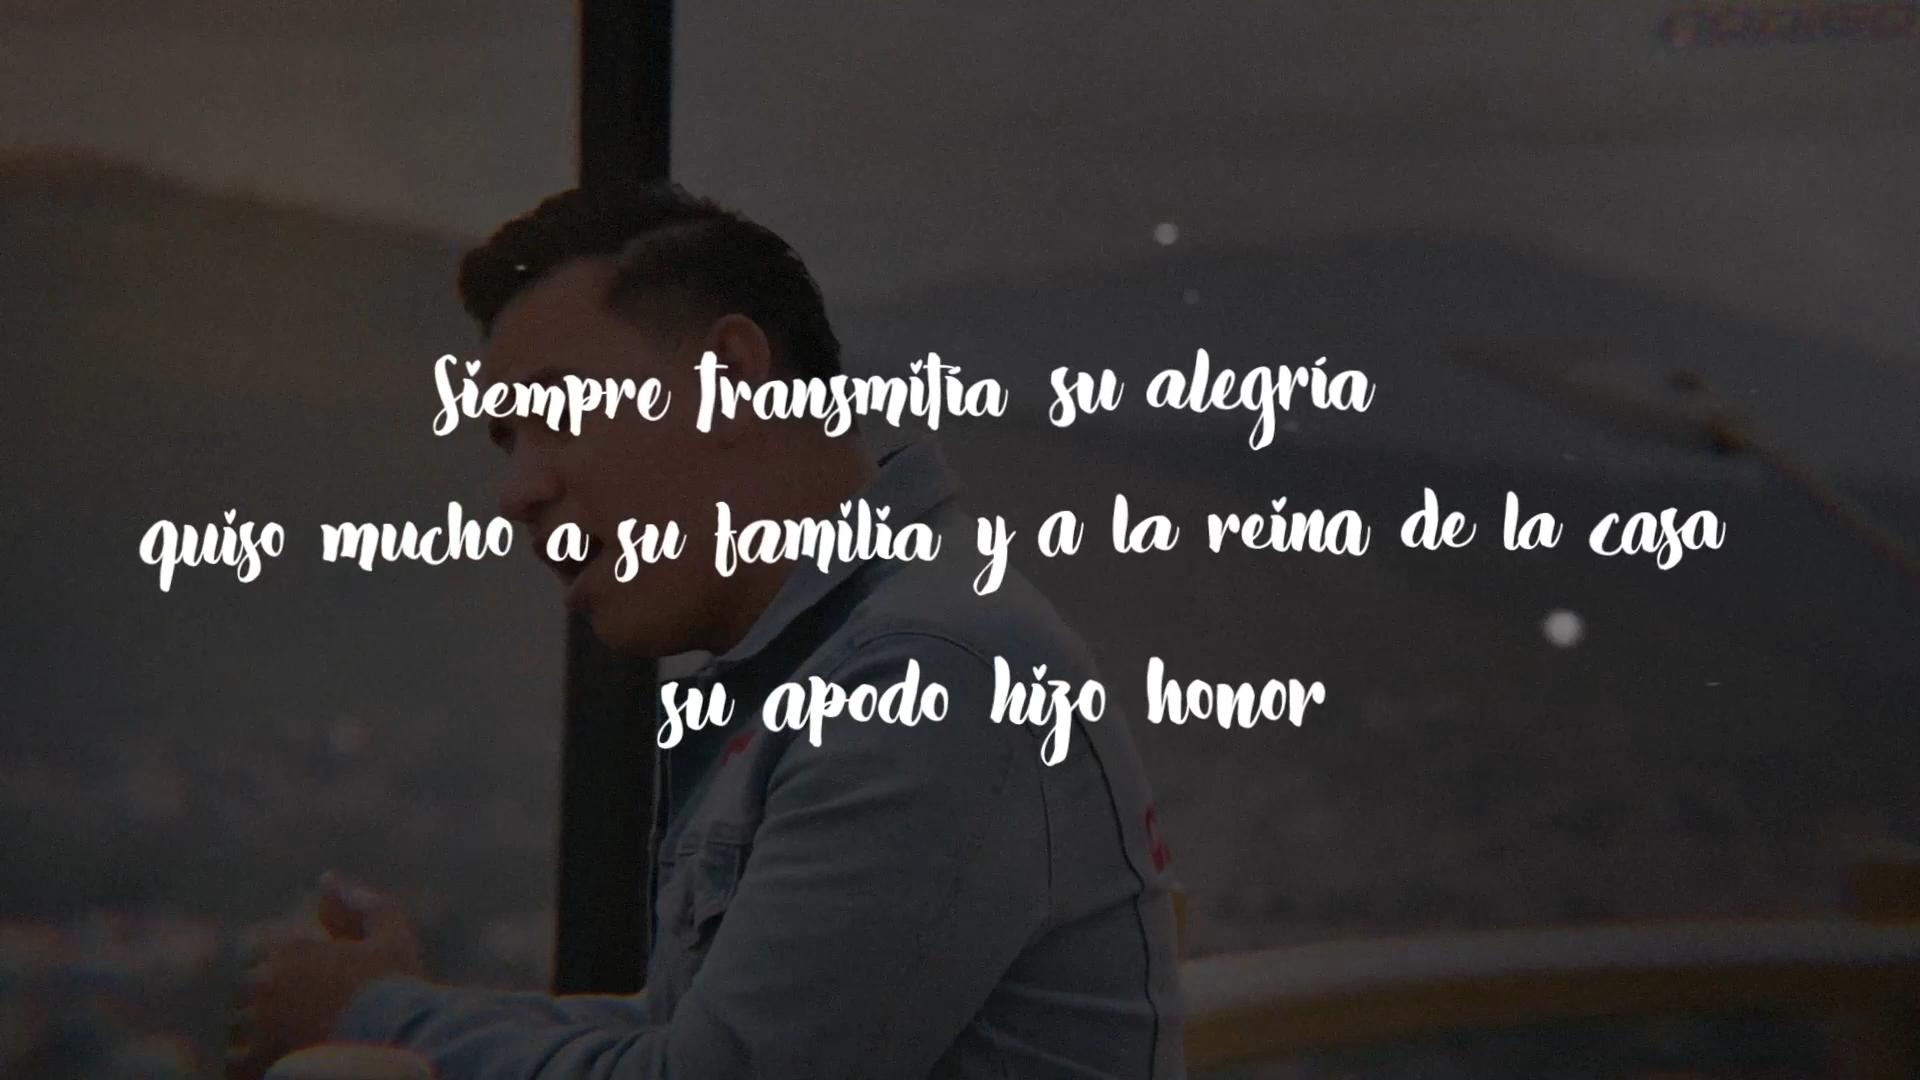 Siempre transmitía su alegría
quiso mucho a su familia y a la reina de la casa
su apodo hizo honor